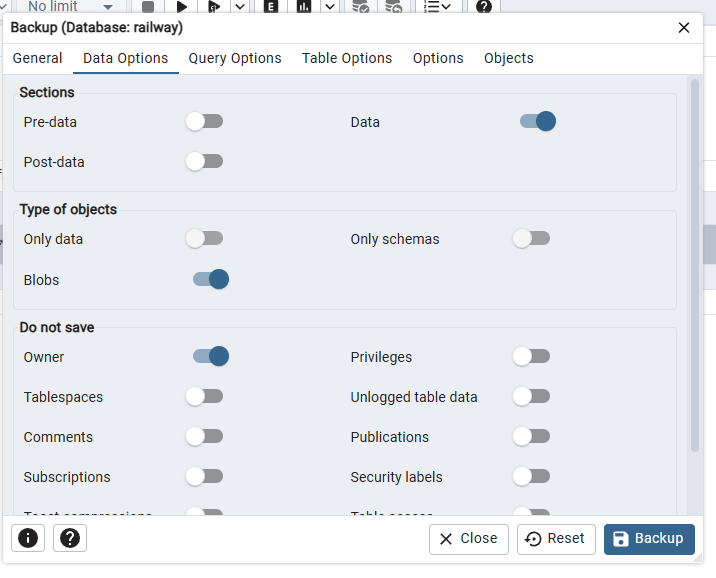 No limit
E
Backup (Database: railway)
General Data Options Query Options Table Options Options Objects
Sections
Pre-data Data
Post-data
Type of objects
Only data Only schemas
Blobs
Do not save
Owner Privileges
Tablespaces Unlogged table data
Comments Publications
Subscriptions Security labels
Close Reset Backup